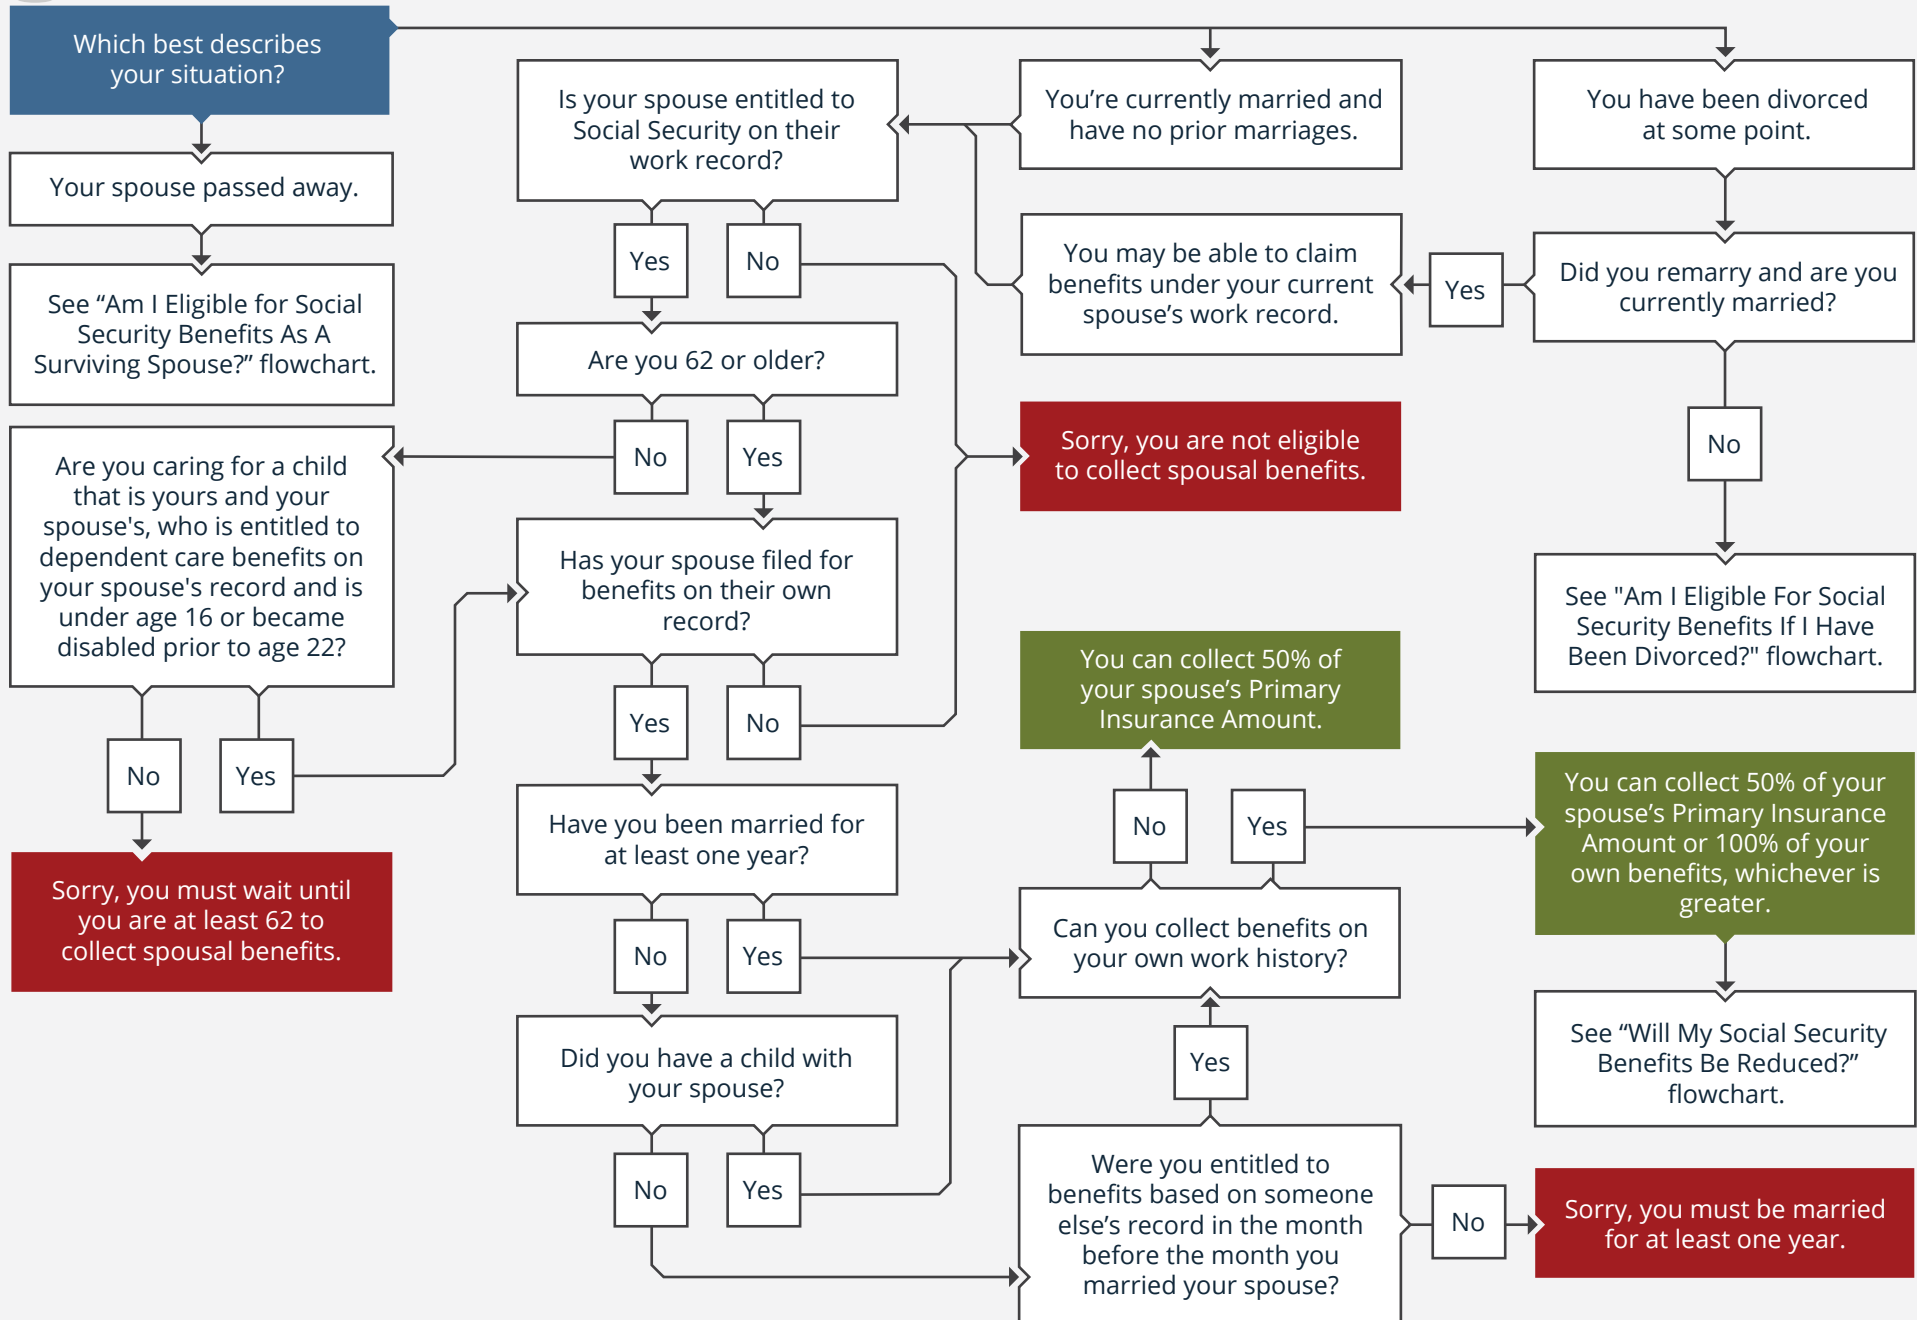 Which best describes
your situation?
Your spouse passed away.
See “Am I Eligible for Social
Security Benefits As A
Surviving Spouse?” flowchart.
Are you caring for a child
that is yours and your
spouse's, who is entitled to
dependent care benefits on
your spouse's record and is
under age 16 or became
disabled prior to age 22?
No
Yes
Sorry, you must wait until
you are at least 62 to
collect spousal benefits.
Is your spouse entitled to
Social Security on their
work record?
Yes
No
Are you 62 or older?
No
Yes
Has your spouse filed for
benefits on their own
record?
Yes
No
Have you been married for
at least one year?
No
Yes
Did you have a child with
your spouse?
No
Yes
You’re currently married and
have no prior marriages.
You may be able to claim
benefits under your current
spouse’s work record.
Sorry, you are not eligible
to collect spousal benefits.
You can collect 50% of
your spouse’s Primary
Insurance Amount.
No
Yes
Can you collect benefits on
your own work history?
Yes
Were you entitled to
benefits based on someone
else’s record in the month
before the month you
married your spouse?
No
You have been divorced
at some point.
Did you remarry and are you
currently married?
Yes
No
See "Am I Eligible For Social
Security Benefits If I Have
Been Divorced?" flowchart.
You can collect 50% of your
spouse’s Primary Insurance
Amount or 100% of your
own benefits, whichever is
greater.
See “Will My Social Security
Benefits Be Reduced?”
flowchart.
Sorry, you must be married
for at least one year.